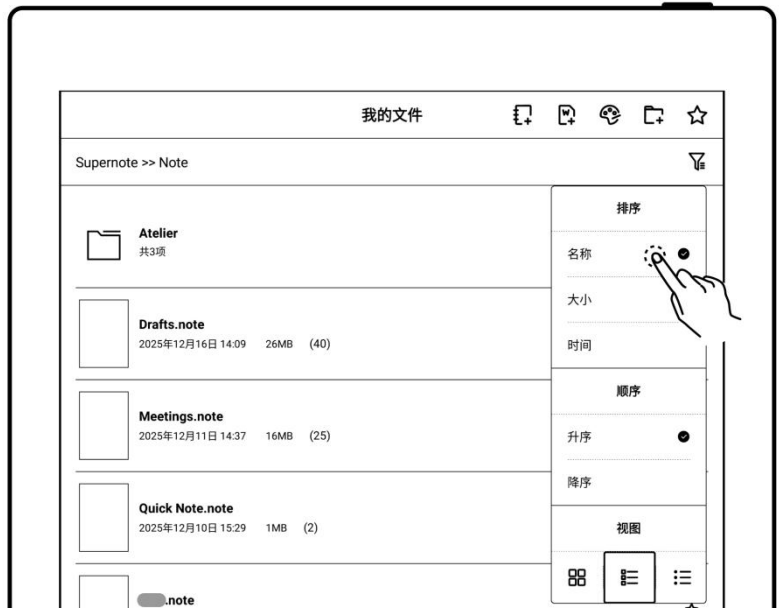 我的文件
Supernote >> Note
排序
Atelier
共3项
名称
大小
Drafts.note
2025年12月16日 14:09 26MB (40)
时间
顺序
Meetings.note
2025年12月11日 14:37 16MB (25)
升序
降序
Quick Note.note
2025年12月10日 15:29 1MB (2)
视图
.note